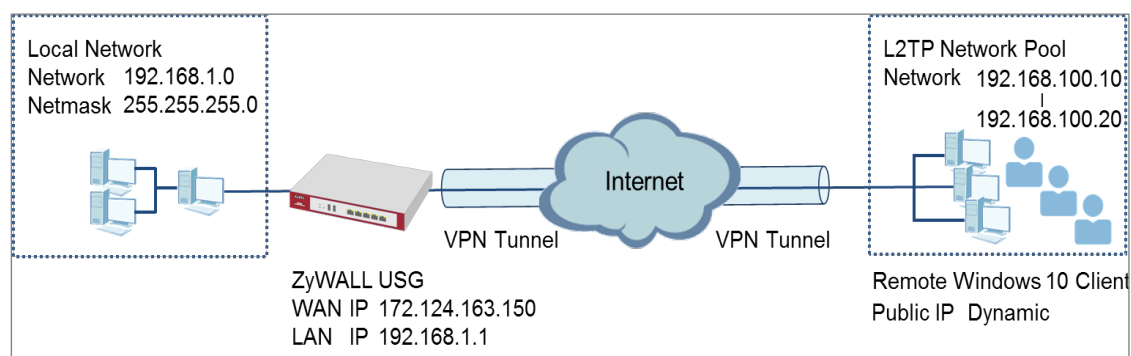 Local Network
Network 192.168.1.0
Netmask 255.255.255.0
L2TP Network Pool
Network 192.168.100.10
192.168.100.20
Internet
VPN Tunnel
VPN Tunnel
ZyWALL USG
WAN IP 172.124.163.150
LAN IP 192.168.1.1
Remote Windows 10 Client
Public IP Dynamic